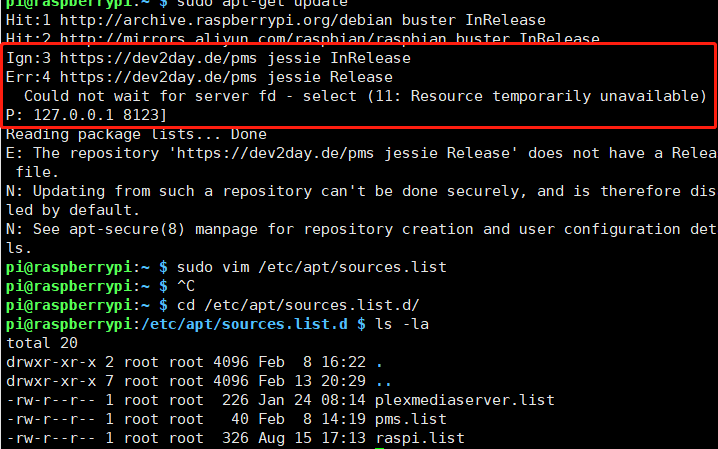 pi@raspberrypi:~ $ sudo apt-get update
Hit:1 http://archive.raspberrypi.org/debian buster InRelease
Hit:2 http://mirrors.aliyun.com/raspbian/raspbian buster InRelease
Ign:3 https://dev2day.de/pms jessie InRelease
Err:4 https://dev2day.de/pms jessie Release
  Could not wait for server fd - select (11: Resource temporarily unavailable)
P: 127.0.0.1 8123]
Reading package lists... Done
E: The repository 'https://dev2day.de/pms jessie Release' does not have a Relea
 file.
N: Updating from such a repository can't be done securely, and is therefore dis
led by default.
N: See apt-secure(8) manpage for repository creation and user configuration det
ls.
pi@raspberrypi:~ $ sudo vim /etc/apt/sources.list
pi@raspberrypi:~ $ ^C
pi@raspberrypi:~ $ cd /etc/apt/sources.list.d/
pi@raspberrypi:/etc/apt/sources.list.d $ ls -la
total 20
drwxr-xr-x 2 root root 4096 Feb  8 16:22 .
drwxr-xr-x 7 root root 4096 Feb 13 20:29 ..
-rw-r--r-- 1 root root  226 Jan 24 08:14 plexmediaserver.list
-rw-r--r-- 1 root root   40 Feb  8 14:19 pms.list
-rw-r--r-- 1 root root  326 Aug 15 17:13 raspi.list